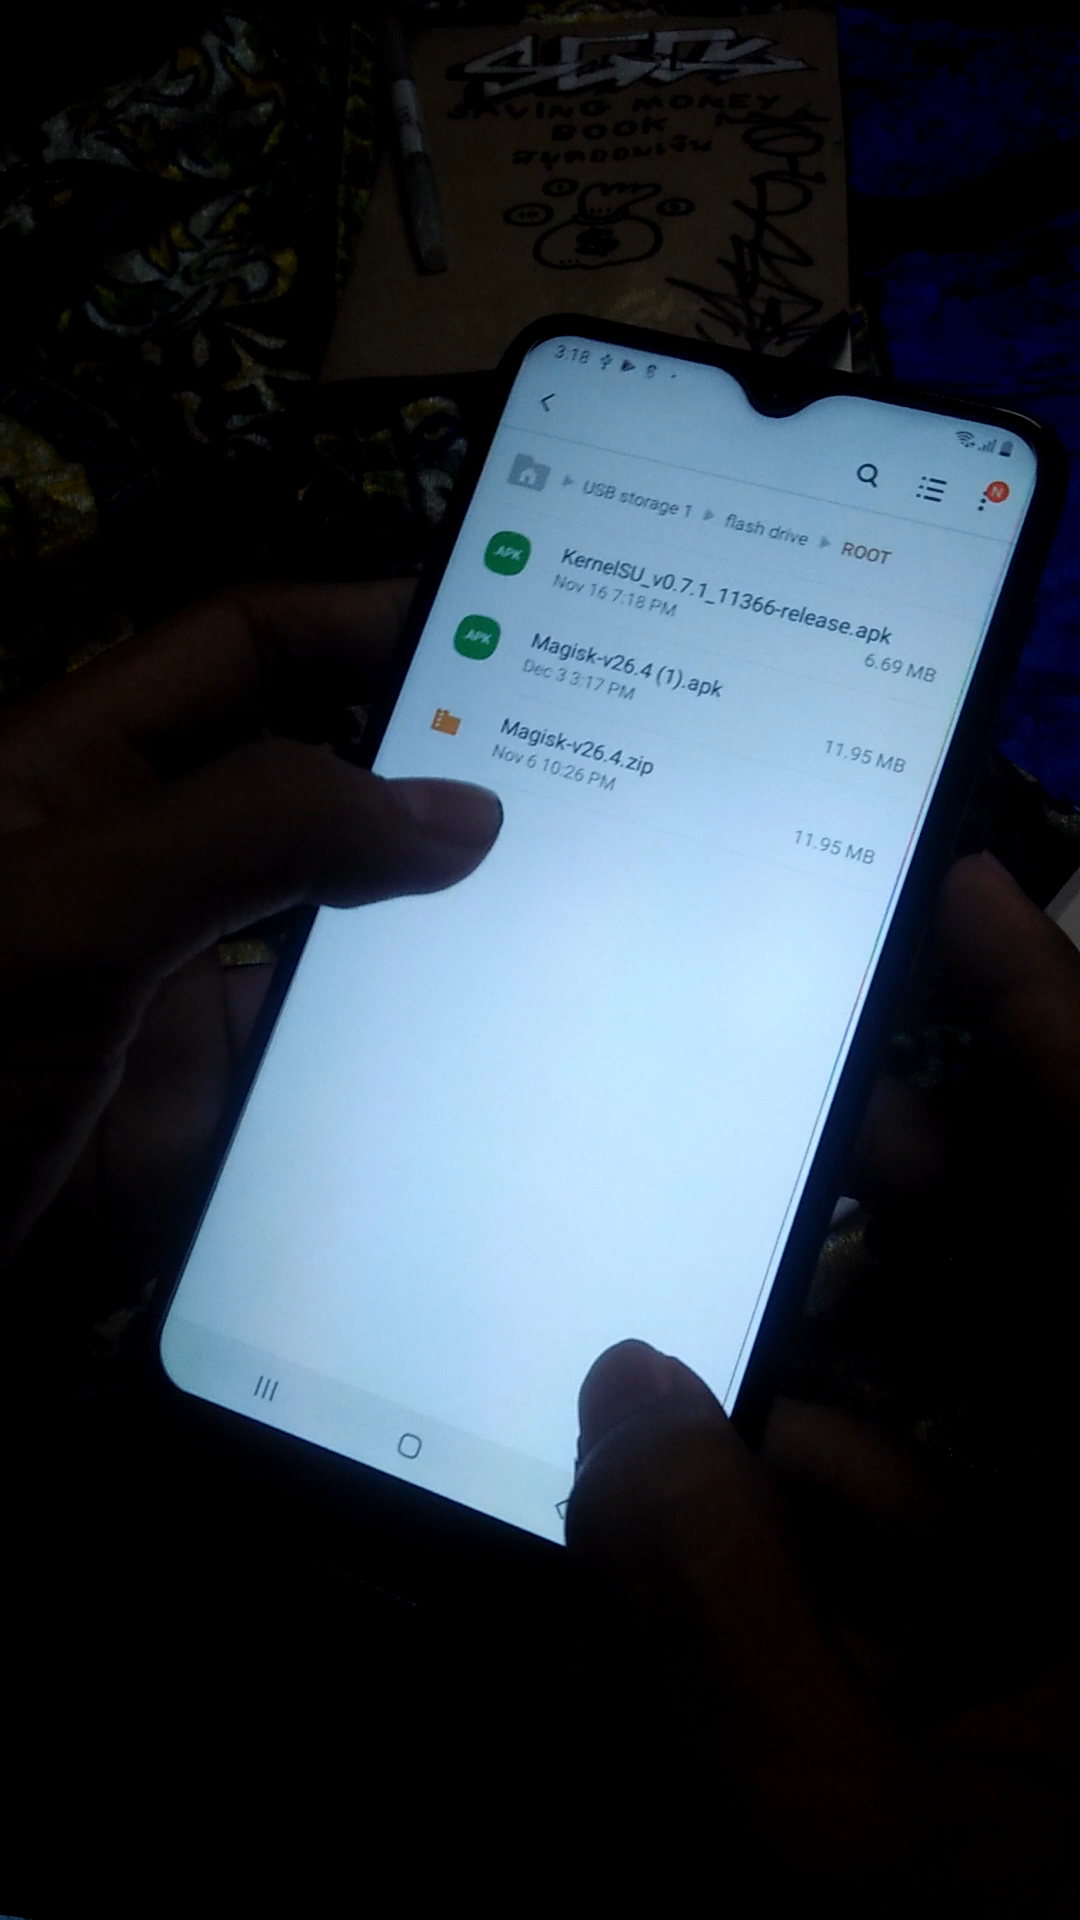 SAVING MONEY
BOOK
สมุดออมเงิน
$
3:18
USB storage 1 ▶ flash drive ▶ ROOT
N
APK
KernelSU_v0.7.1_11366-release.apk
Nov 16 7:18 PM
6.69 MB
APK
Magisk-v26.4 (1).apk
Dec 3 3:17 PM
11.95 MB
Magisk-v26.4.zip
Nov 6 10:26 PM
11.95 MB